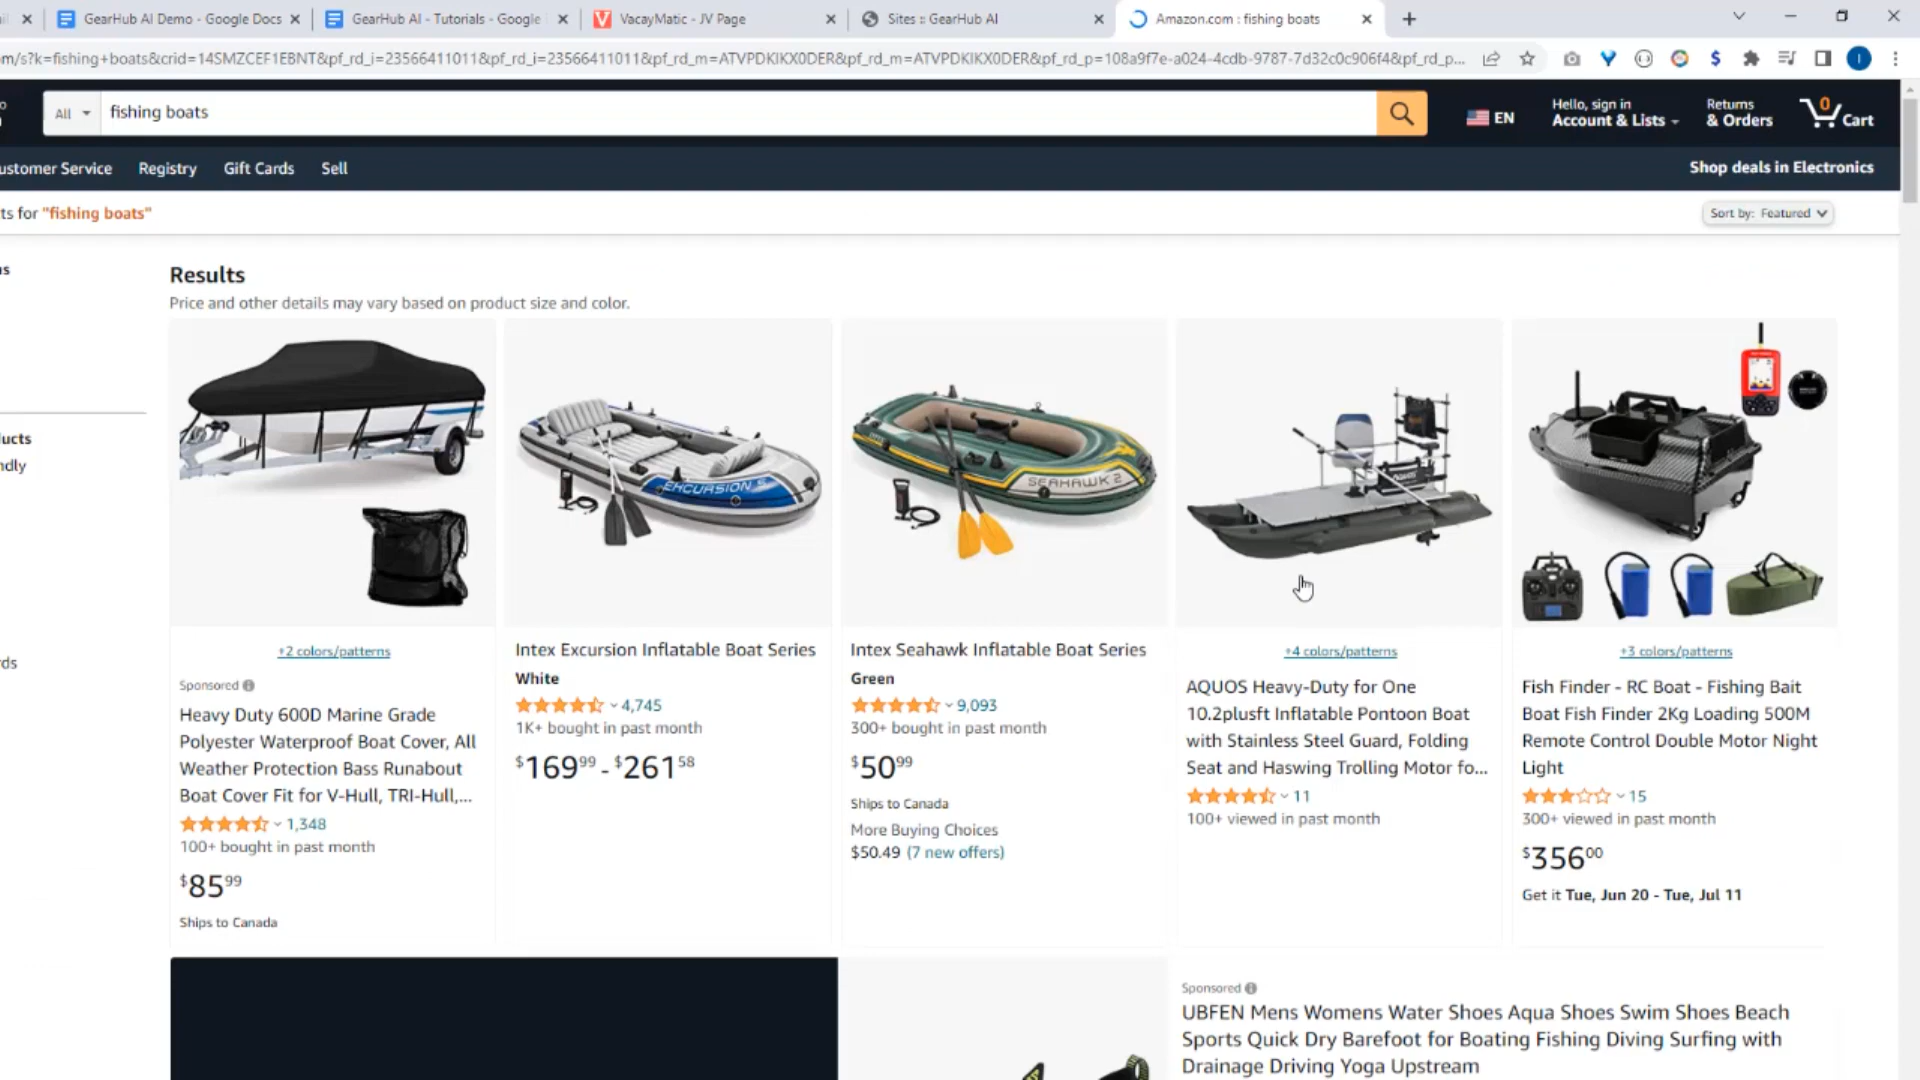 GearHub AI Demo - Google Docs
GearHub AI - Tutorials - Google
VacayMatic - JV Page
Sites :: GearHub AI
Amazon.com : fishing boats
m/s?k=fishing+boats&crid=14SMZCEF1EBNT&pf_rd_i=23566411011&pf_rd_i=23566411011&pf_rd_m=ATVPDKIKX0DER&pf_rd_m=ATVPDKIKX0DER&pf_rd_p=108a9f7e-a024-4cdb-9787-7d32c0c906f4&pf_rd_p...
All
fishing boats
EN
Hello, sign in
Account & Lists
Returns
& Orders
0
Cart
ustomer Service
Registry
Gift Cards
Sell
Shop deals in Electronics
ts for "fishing boats"
Sort by: Featured
Results
Price and other details may vary based on product size and color.
EXCURSION 5
SEAHAWK 2
+2 colors/patterns
Sponsored
Heavy Duty 600D Marine Grade
Polyester Waterproof Boat Cover, All
Weather Protection Bass Runabout
Boat Cover Fit for V-Hull, TRI-Hull,...
1,348
100+ bought in past month
$85 99
Ships to Canada
Intex Excursion Inflatable Boat Series
White
4,745
1K+ bought in past month
$169 99 - $261 58
Intex Seahawk Inflatable Boat Series
Green
9,093
300+ bought in past month
$50 99
Ships to Canada
More Buying Choices
$50.49 (7 new offers)
+4 colors/patterns
AQUOS Heavy-Duty for One
10.2plusft Inflatable Pontoon Boat
with Stainless Steel Guard, Folding
Seat and Haswing Trolling Motor fo...
11
100+ viewed in past month
+3 colors/patterns
Fish Finder - RC Boat - Fishing Bait
Boat Fish Finder 2Kg Loading 500M
Remote Control Double Motor Night
Light
15
300+ viewed in past month
$356 00
Get it Tue, Jun 20 - Tue, Jul 11
Sponsored
UBFEN Mens Womens Water Shoes Aqua Shoes Swim Shoes Beach
Sports Quick Dry Barefoot for Boating Fishing Diving Surfing with
Drainage Driving Yoga Upstream